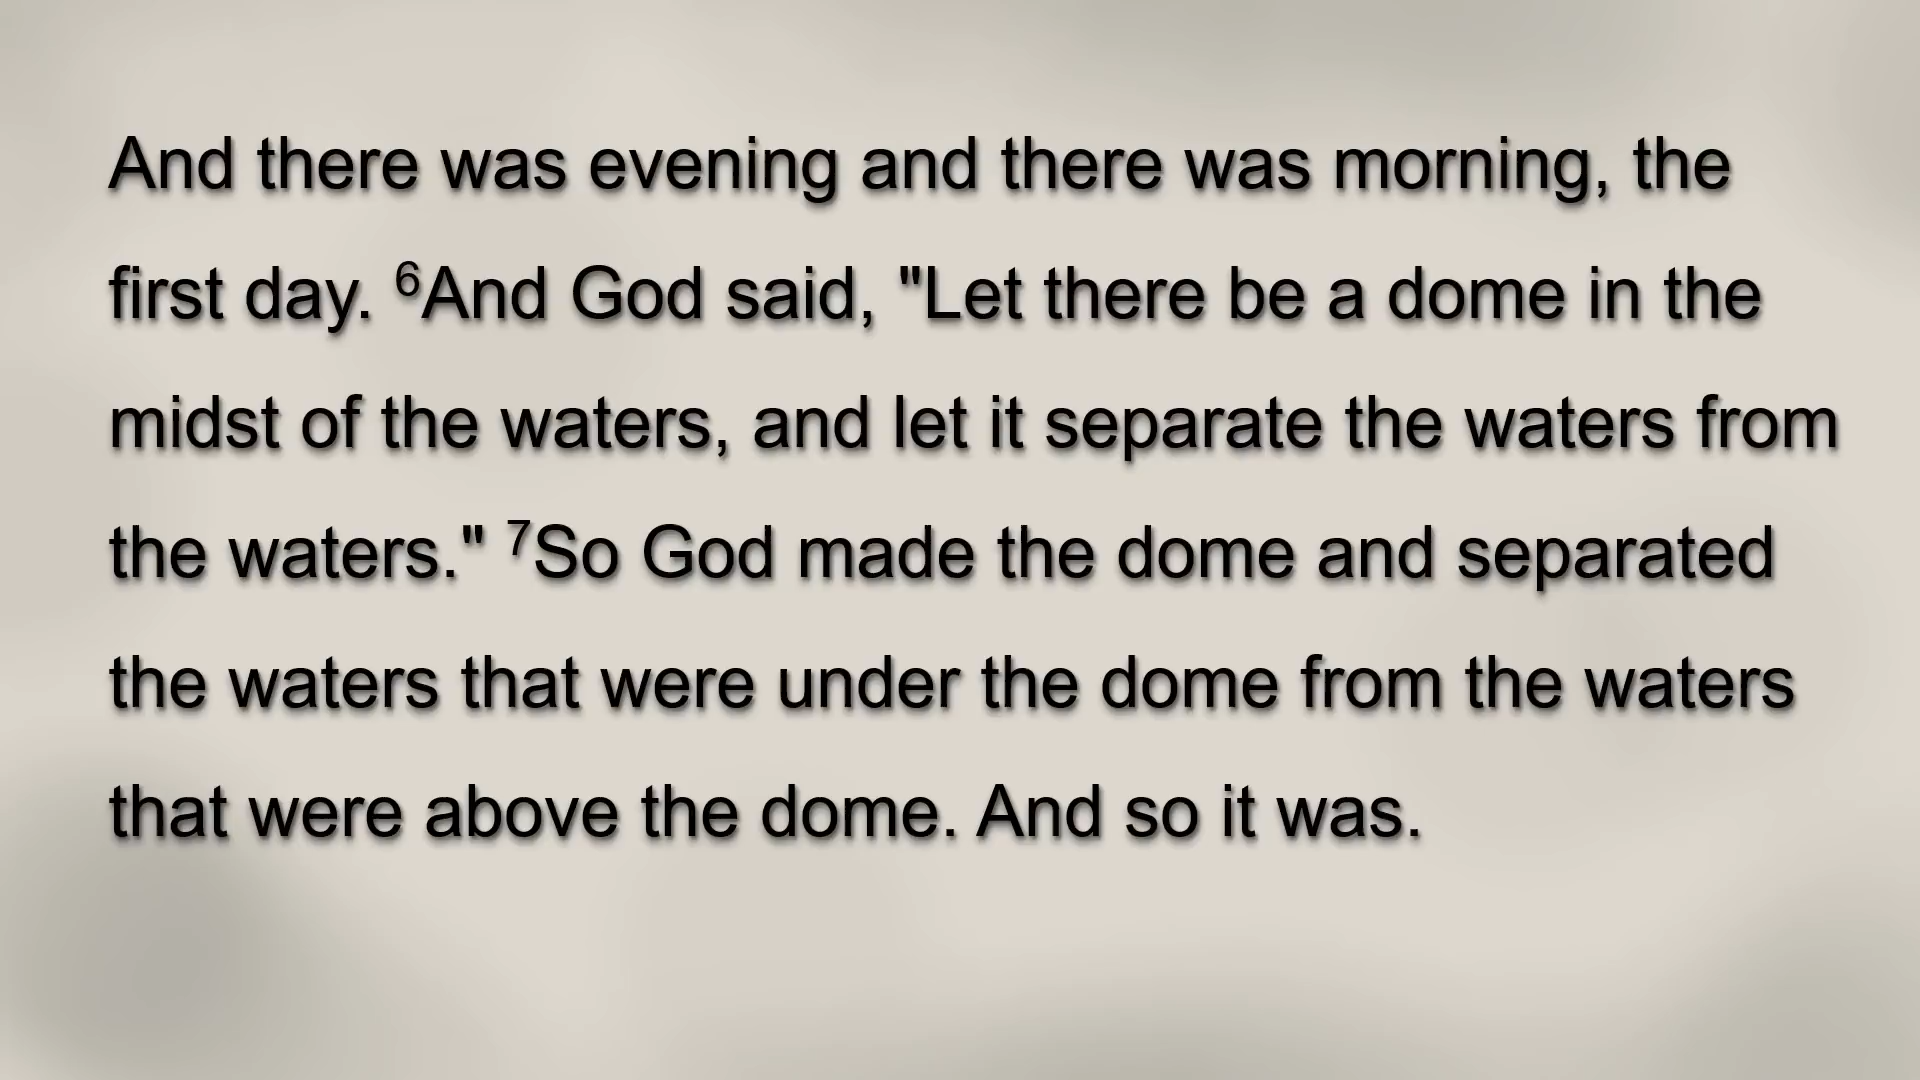 And there was evening and there was morning, the
first day. ⁶And God said, "Let there be a dome in the
midst of the waters, and let it separate the waters from
the waters." ⁷So God made the dome and separated
the waters that were under the dome from the waters
that were above the dome. And so it was.